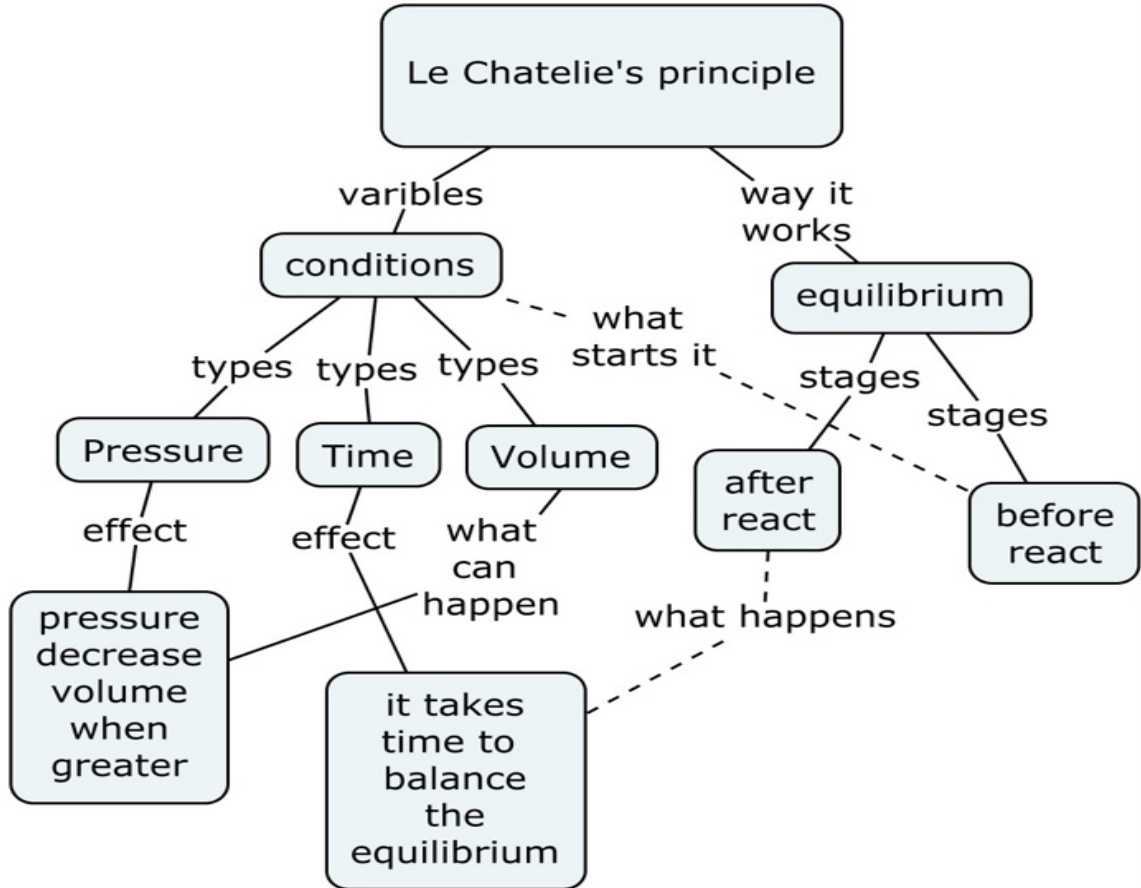 Le Chatelie's principle
varibles
way it
works
conditions
equilibrium
what
starts it
types
types
types
stages
stages
Pressure
Time
Volume
after
react
before
react
effect
effect
what
can
happen
what happens
pressure
decrease
volume
when
greater
it takes
time to
balance
the
equilibrium